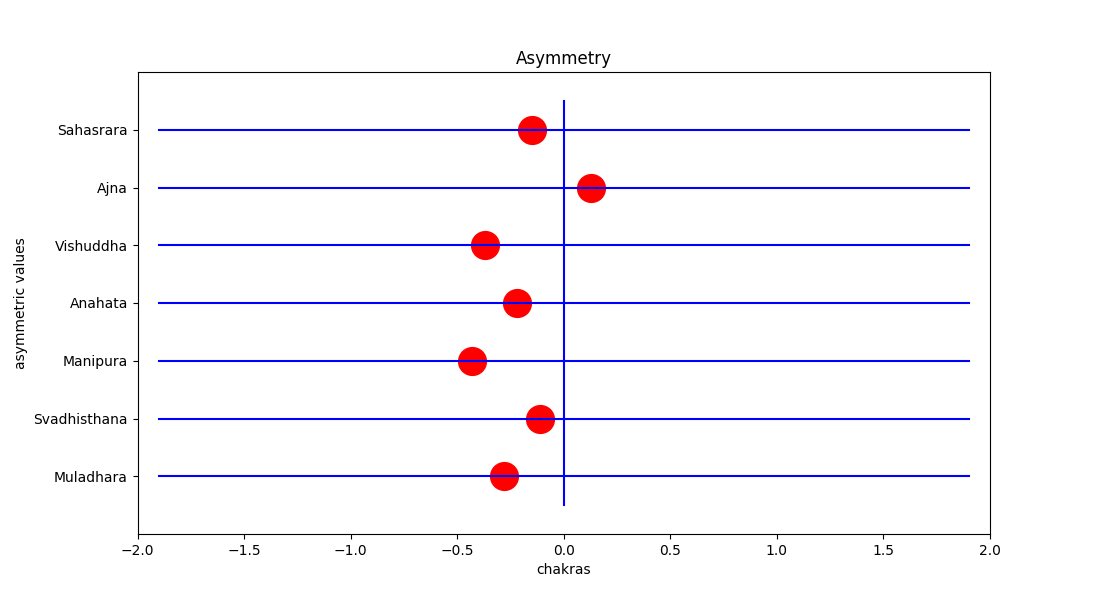 Asymmetry
Sahasrara
Ajna
Vishuddha
Anahata
Manipura
Svadhisthana
Muladhara
asymmetric values
−2.0 −1.5 −1.0 −0.5 0.0 0.5 1.0 1.5 2.0
chakras